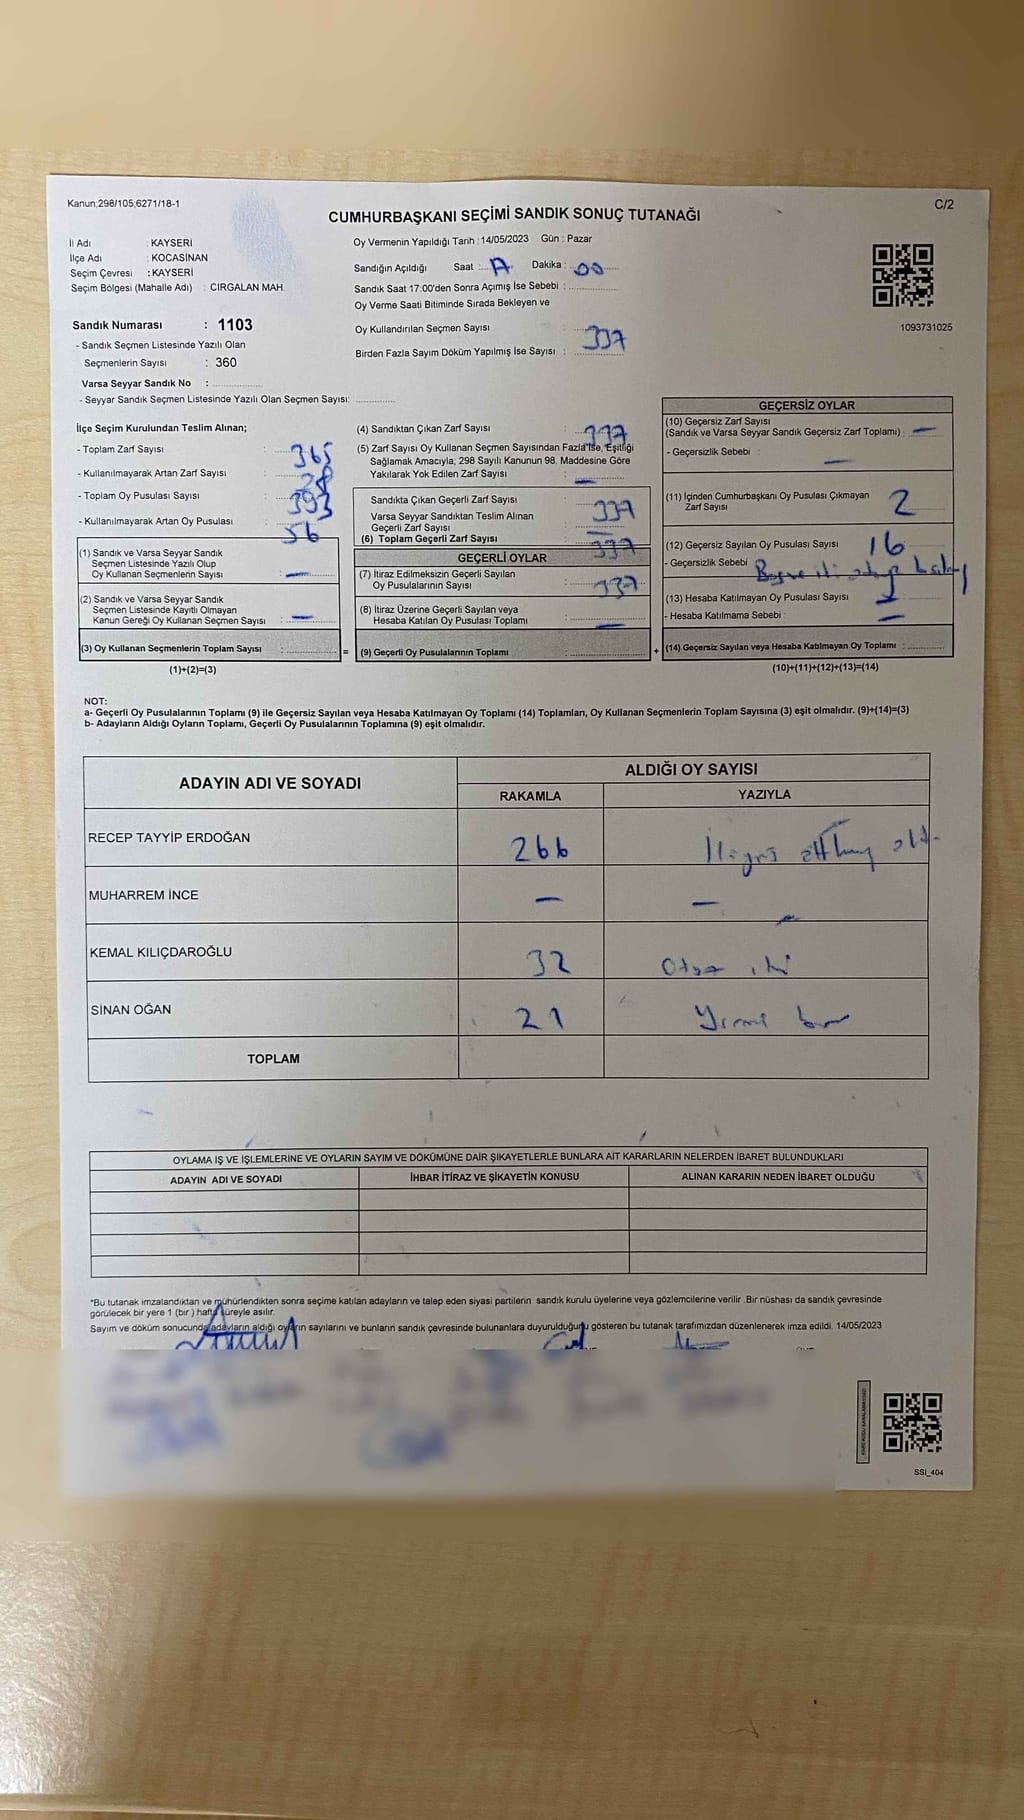 Kanun;298/105,6271/18-1
C/2
CUMHURBAŞKANI SEÇİMİ SANDIK SONUÇ TUTANAĞI
İl Adı : KAYSERİ
İlçe Adı : KOCASİNAN
Seçim Çevresi : KAYSERİ
Seçim Bölgesi (Mahalle Adı) : CIRGALAN MAH.
Sandık Numarası : 1103
- Sandık Seçmen Listesinde Yazılı Olan
Seçmenlerin Sayısı : 360
Varsa Seyyar Sandık No :
- Seyyar Sandık Seçmen Listesinde Yazılı Olan Seçmen Sayısı:
Oy Vermenin Yapıldığı Tarih : 14/05/2023 Gün : Pazar
Sandığın Açıldığı Saat : Dakika : 00
Sandık Saat 17:00'den Sonra Açımış İse Sebebi :
Oy Verme Saati Bitiminde Sırada Bekleyen ve
Oy Kullandırılan Seçmen Sayısı : 337
Birden Fazla Sayım Döküm Yapılmış İse Sayısı :
1093731025
İlçe Seçim Kurulundan Teslim Alınan;
- Toplam Zarf Sayısı : 365
- Kullanılmayarak Artan Zarf Sayısı : 28
- Toplam Oy Pusulası Sayısı : 393
- Kullanılmayarak Artan Oy Pusulası : 56
(1) Sandık ve Varsa Seyyar Sandık
Seçmen Listesinde Yazılı Olup
Oy Kullanan Seçmenlerin Sayısı : —
(2) Sandık ve Varsa Seyyar Sandık
Seçmen Listesinde Kayıtlı Olmayan
Kanun Gereği Oy Kullanan Seçmen Sayısı : —
(3) Oy Kullanan Seçmenlerin Toplam Sayısı : =
(1)+(2)=(3)
(4) Sandıktan Çıkan Zarf Sayısı : 337
(5) Zarf Sayısı Oy Kullanan Seçmen Sayısından Fazla İse, Eşitliği
Sağlamak Amacıyla, 298 Sayılı Kanunun 98. Maddesine Göre
Yakılarak Yok Edilen Zarf Sayısı : —
Sandıkta Çıkan Geçerli Zarf Sayısı : 337
Varsa Seyyar Sandıktan Teslim Alınan
Geçerli Zarf Sayısı : —
(6) Toplam Geçerli Zarf Sayısı : 337
GEÇERLİ OYLAR
(7) İtiraz Edilmeksizin Geçerli Sayılan
Oy Pusulalarının Sayısı : 337
(8) İtiraz Üzerine Geçerli Sayılan veya
Hesaba Katılan Oy Pusulası Toplamı : —
(9) Geçerli Oy Pusulalarının Toplamı : +
GEÇERSİZ OYLAR
(10) Geçersiz Zarf Sayısı
(Sandık ve Varsa Seyyar Sandık Geçersiz Zarf Toplamı) : —
- Geçersizlik Sebebi : —
(11) İçinden Cumhurbaşkanı Oy Pusulası Çıkmayan
Zarf Sayısı 2
(12) Geçersiz Sayılan Oy Pusulası Sayısı : 16
- Geçersizlik Sebebi :
(13) Hesaba Katılmayan Oy Pusulası Sayısı :
- Hesaba Katılmama Sebebi : —
(14) Geçersiz Sayılan veya Hesaba Katılmayan Oy Toplamı :
(10)+(11)+(12)+(13)=(14)
NOT:
a- Geçerli Oy Pusulalarının Toplamı (9) ile Geçersiz Sayılan veya Hesaba Katılmayan Oy Toplamı (14) Toplamları, Oy Kullanan Seçmenlerin Toplam Sayısına (3) eşit olmalıdır. (9)+(14)=(3)
b- Adayların Aldığı Oyların Toplamı, Geçerli Oy Pusulalarının Toplamına (9) eşit olmalıdır.
ADAYIN ADI VE SOYADI
ALDIĞI OY SAYISI
RAKAMLA YAZIYLA
RECEP TAYYİP ERDOĞAN 266
MUHARREM İNCE — —
KEMAL KILIÇDAROĞLU 32 Otuz iki
SİNAN OĞAN 21 Yirmi bir
TOPLAM
OYLAMA İŞ VE İŞLEMLERİNE VE OYLARIN SAYIM VE DÖKÜMÜNE DAİR ŞİKAYETLERLE BUNLARA AİT KARARLARIN NELERDEN İBARET BULUNDUKLARI
ADAYIN ADI VE SOYADI İHBAR İTİRAZ VE ŞİKAYETİN KONUSU ALINAN KARARIN NEDEN İBARET OLDUĞU
*Bu tutanak imzalandıktan ve mühürlendikten sonra seçime katılan adayların ve talep eden siyasi partilerin sandık kurulu üyelerine veya gözlemcilerine verilir. Bir nüshası da sandık çevresinde
görülecek bir yere 1 (bir) hafta süreyle asılır.
Sayım ve döküm sonucunda adayların aldığı oyların sayılarını ve bunların sandık çevresinde bulunanlara duyurulduğunu gösteren bu tutanak tarafımızdan düzenlenerek imza edildi. 14/05/2023
SSI_404